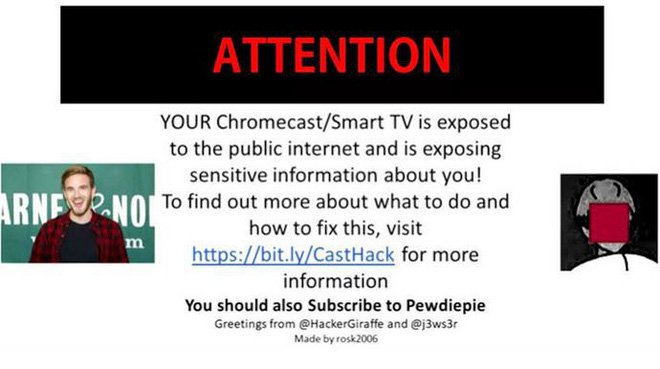 ATTENTION
YOUR Chromecast/Smart TV is exposed
to the public internet and is exposing
sensitive information about you!
To find out more about what to do and
how to fix this, visit
https://bit.ly/CastHack for more
information
You should also Subscribe to Pewdiepie
Greetings from @HackerGiraffe and @j3ws3r
Made by rosk2006
ARNE
NO
m